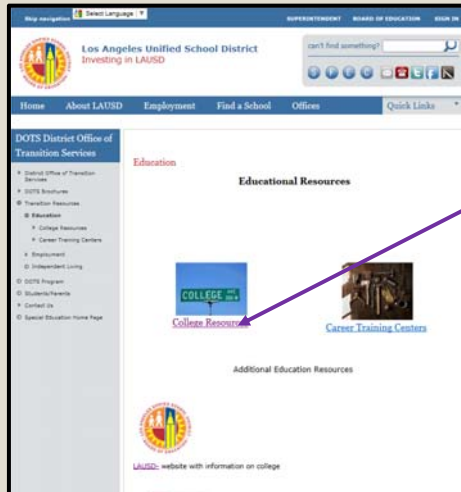 Skip navigation
Select Language
SUPERINTENDENT BOARD OF EDUCATION SIGN IN
Los Angeles Unified School District
Investing in LAUSD
can't find something?
Home About LAUSD Employment Find a School Offices Quick Links
DOTS District Office of
Transition Services
District Office of Transition
Services
DOTS Brochures
Transition Resources
Education
College Resources
Career Training Centers
Employment
Independent Living
DOTS Program
Students/Parents
Contact Us
Special Education Home Page
Education
Educational Resources
COLLEGE AVE
College Resources
Career Training Centers
Additional Education Resources
LAUSD- website with information on college